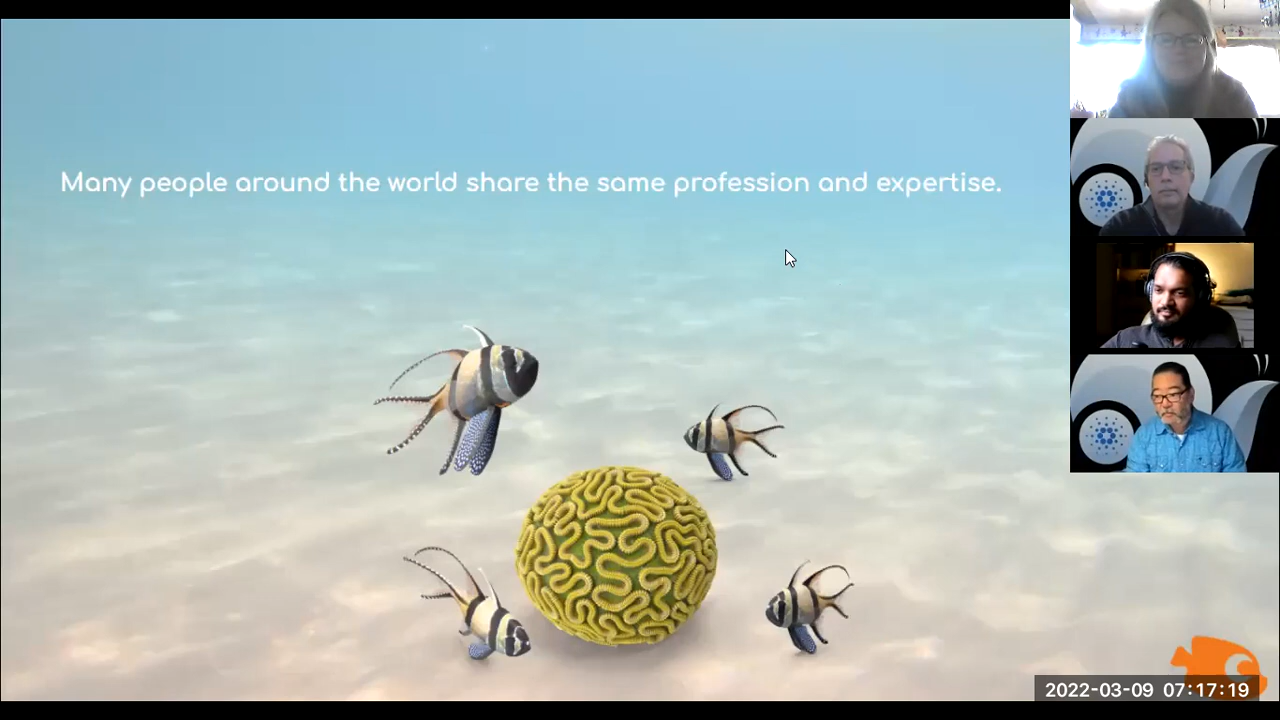 Many people around the world share the same profession and expertise.
2022-03-09 07:17:19